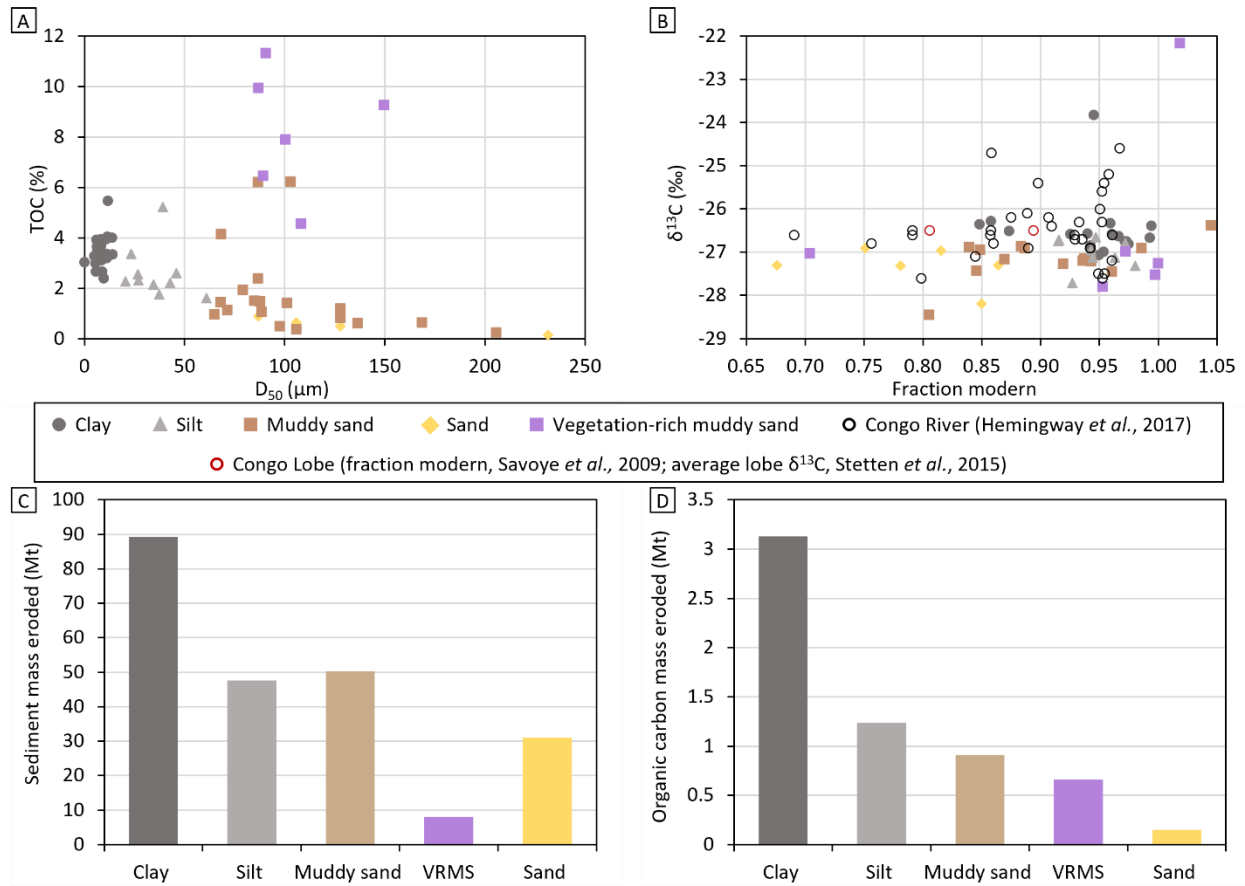 A
12
10
8
6
4
2
0
TOC (%)
0
50
100
150
200
250
D₅₀ (µm)
B
-22
-23
-24
-25
-26
-27
-28
-29
δ¹³C (‰)
0.65
0.70
0.75
0.80
0.85
0.90
0.95
1.00
1.05
Fraction modern
Clay
Silt
Muddy sand
Sand
Vegetation-rich muddy sand
Congo River (Hemingway et al., 2017)
Congo Lobe (fraction modern, Savoye et al., 2009; average lobe δ¹³C, Stetten et al., 2015)
C
100
90
80
70
60
50
40
30
20
10
0
Sediment mass eroded (Mt)
Clay
Silt
Muddy sand
VRMS
Sand
D
3.5
3
2.5
2
1.5
1
0.5
0
Organic carbon mass eroded (Mt)
Clay
Silt
Muddy sand
VRMS
Sand